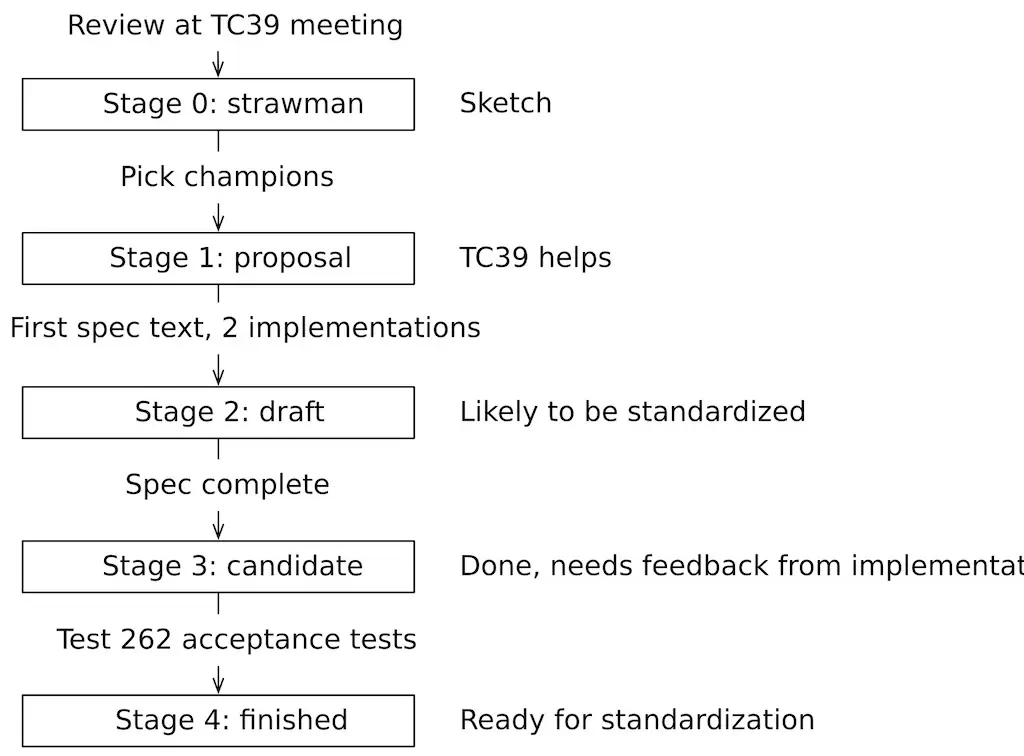 Review at TC39 meeting
Stage 0: strawman
Sketch
Pick champions
Stage 1: proposal
TC39 helps
First spec text, 2 implementations
Stage 2: draft
Likely to be standardized
Spec complete
Stage 3: candidate
Done, needs feedback from
Test 262 acceptance tests
Stage 4: finished
Ready for standardization